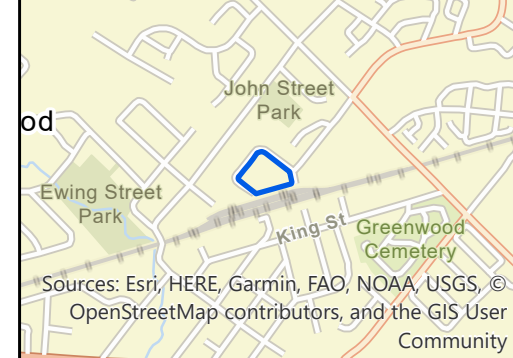 John Street
Park
od
Ewing Street
Park
King St
Greenwood
Cemetery
Sources: Esri, HERE, Garmin, FAO, NOAA, USGS, ©
OpenStreetMap contributors, and the GIS User
Community